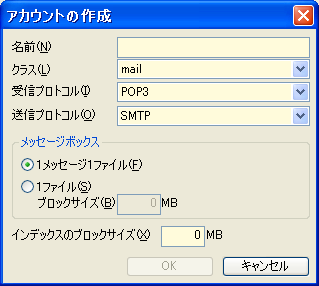 アカウントの作成
名前(N)
クラス(L) mail
受信プロトコル(I) POP3
送信プロトコル(O) SMTP
メッセージボックス
1メッセージ1ファイル(F)
1ファイル(S)
ブロックサイズ(B) 0 MB
インデックスのブロックサイズ(X) 0 MB
OK キャンセル